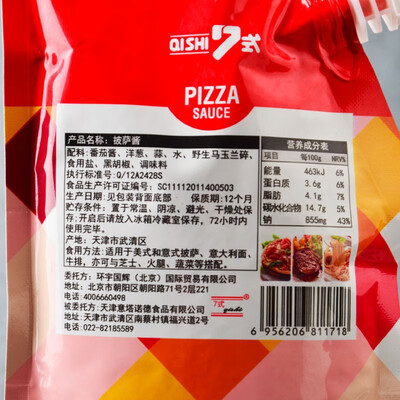 QISHI 7式
PIZZA
SAUCE
产品名称：披萨酱
配料：番茄酱、洋葱、蒜、水、野生马玉兰碎、
食用盐、黑胡椒、调味料
执行标准号：Q/12A2428S
食品生产许可证编号：SC11112011400503
生产日期：见包装背面底部 保质期：12个月
贮存条件：置于常温、阴凉、避光、干燥处保
存：开启后请放入冰箱冷藏室保存，72小时内
使用完毕。
产地：天津市武清区
食用方法：适用于美式和意式披萨、意大利面、
牛排，亦可与芝士、火腿、蔬菜等搭配。
委托方：环宇国辉（北京）国际贸易有限公司
地址：北京市朝阳区朝阳路71号2层221
电话：4006660498
被委托方：天津意塔诺德食品有限公司
地址：天津市武清区南蔡村镇福兴道2号
电话：022-82185589
营养成分表
项目 每100g NRV%
能量 463kJ 6%
蛋白质 3.6g 6%
脂肪 4.1g 7%
碳水化合物 14.7g 5%
钠 855mg 43%
7式
qishi
6 956206 811718